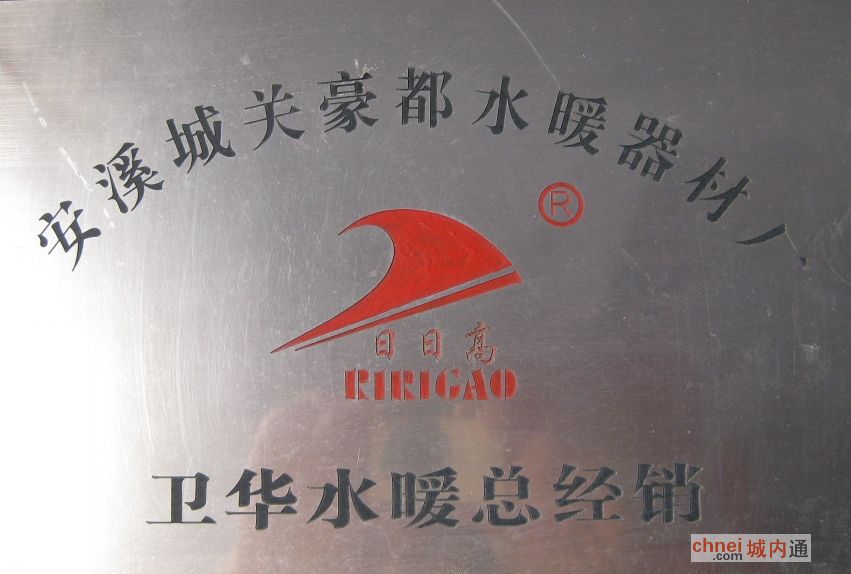 安溪城关豪都水暖器材厂
®
日日高
RIRIGAO
卫华水暖总经销
chnei.com 城内通